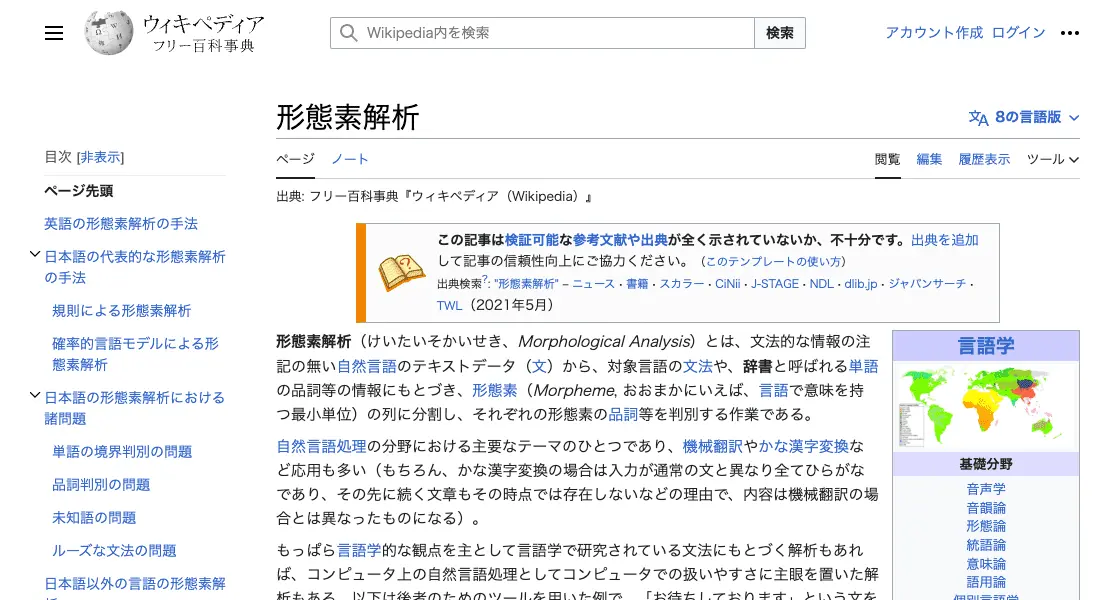 ウィキペディア
フリー百科事典
Wikipedia内を検索
検索
アカウント作成 ログイン
形態素解析
8の言語版
目次 [非表示]
ページ先頭
英語の形態素解析の手法
日本語の代表的な形態素解析
の手法
規則による形態素解析
確率的言語モデルによる形
態素解析
日本語の形態素解析における
諸問題
単語の境界判別の問題
品詞判別の問題
未知語の問題
ルーズな文法の問題
日本語以外の言語の形態素解
ページ ノート
閲覧 編集 履歴表示 ツール
出典: フリー百科事典『ウィキペディア（Wikipedia）』
この記事は検証可能な参考文献や出典が全く示されていないか、不十分です。出典を追加
して記事の信頼性向上にご協力ください。（このテンプレートの使い方）
出典検索?: "形態素解析" – ニュース · 書籍 · スカラー · CiNii · J-STAGE · NDL · dlib.jp · ジャパンサーチ ·
TWL（2021年5月）
形態素解析（けいたいそかいせき、Morphological Analysis）とは、文法的な情報の注
記の無い自然言語のテキストデータ（文）から、対象言語の文法や、辞書と呼ばれる単語
の品詞等の情報にもとづき、形態素（Morpheme, おおまかにいえば、言語で意味を持
つ最小単位）の列に分割し、それぞれの形態素の品詞等を判別する作業である。
自然言語処理の分野における主要なテーマのひとつであり、機械翻訳やかな漢字変換な
ど応用も多い（もちろん、かな漢字変換の場合は入力が通常の文と異なり全てひらがな
であり、その先に続く文章もその時点では存在しないなどの理由で、内容は機械翻訳の場
合とは異なったものになる）。
もっぱら言語学的な観点を主として言語学で研究されている文法にもとづく解析もあれ
ば、コンピュータ上の自然言語処理としてコンピュータでの扱いやすさに主眼を置いた解
析もある。以下は後者のためのツールを用いた例で、「お待ちしております」という文を
言語学
基礎分野
音声学
音韻論
形態論
統語論
意味論
語用論
個別言語学